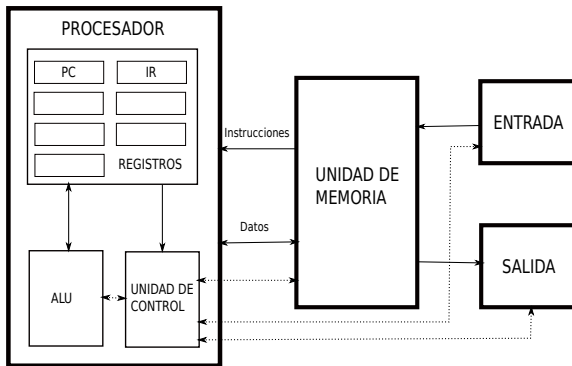 PROCESADOR
PC
IR
REGISTROS
ALU
UNIDAD DE
CONTROL
Instrucciones
Datos
UNIDAD DE
MEMORIA
ENTRADA
SALIDA